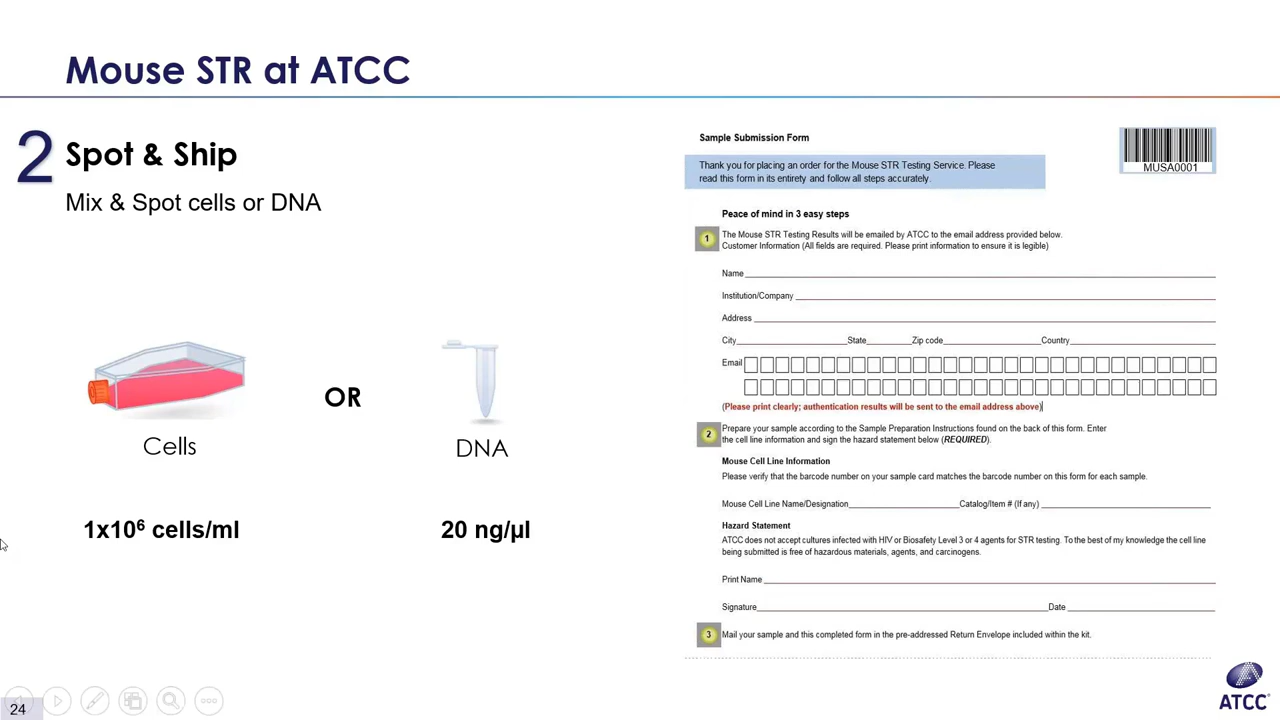 Mouse STR at ATCC
2
Spot & Ship
Mix & Spot cells or DNA
Cells
OR
DNA
1x10⁶ cells/ml
20 ng/µl
Sample Submission Form
MUSA0001
Thank you for placing an order for the Mouse STR Testing Service. Please
read this form in its entirety and follow all steps accurately.
Peace of mind in 3 easy steps
1
The Mouse STR Testing Results will be emailed by ATCC to the email address provided below.
Customer Information (All fields are required. Please print information to ensure it is legible)
Name
Institution/Company
Address
City State Zip code Country
Email
(Please print clearly; authentication results will be sent to the email address above)
2
Prepare your sample according to the Sample Preparation Instructions found on the back of this form. Enter
the cell line information and sign the hazard statement below (REQUIRED).
Mouse Cell Line Information
Please verify that the barcode number on your sample card matches the barcode number on this form for each sample.
Mouse Cell Line Name/Designation Catalog/Item # (If any)
Hazard Statement
ATCC does not accept cultures infected with HIV or Biosafety Level 3 or 4 agents for STR testing. To the best of my knowledge the cell line
being submitted is free of hazardous materials, agents, and carcinogens.
Print Name
Signature Date
3
Mail your sample and this completed form in the pre-addressed Return Envelope included within the kit.
24
ATCC